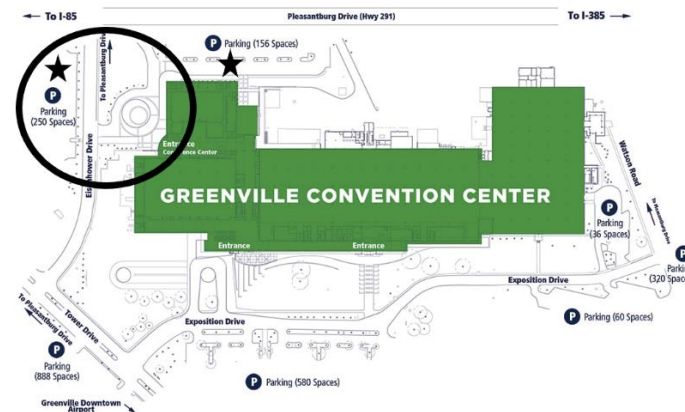 To I-85
Pleasantburg Drive (Hwy 291)
To I-385
P Parking (156 Spaces)
To Pleasantburg Drive
P
Parking
(250 Spaces)
Eisenhower Drive
Entrance
Conference Center
GREENVILLE CONVENTION CENTER
Watson Road
To Pleasantburg Drive
P
Parking
(36 Spaces)
Entrance
Entrance
P
Parking
(320 Spaces)
Exposition Drive
To Pleasantburg Drive
Tower Drive
Exposition Drive
P Parking (60 Spaces)
P
Parking
(888 Spaces)
P Parking (580 Spaces)
Greenville Downtown
Airport